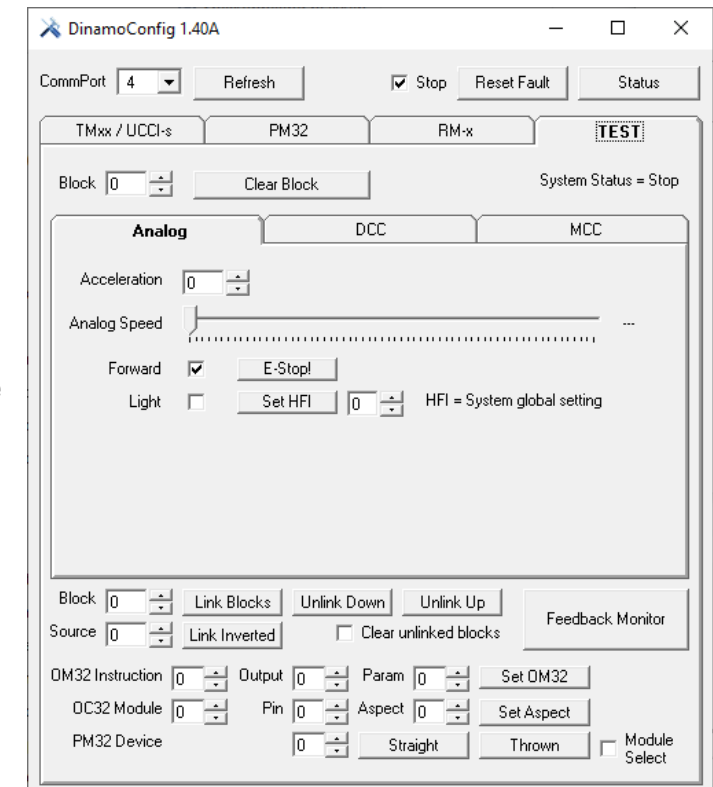 DinamoConfig 1.40A
CommPort 4 Refresh Stop Reset Fault Status
TMxx / UCCI-s PM32 RM-x TEST
Block 0 Clear Block System Status = Stop
Analog DCC MCC
Acceleration 0
Analog Speed ---
Forward E-Stop!
Light Set HFI 0 HFI = System global setting
Block 0 Link Blocks Unlink Down Unlink Up Feedback Monitor
Source 0 Link Inverted Clear unlinked blocks
OM32 Instruction 0 Output 0 Param 0 Set OM32
OC32 Module 0 Pin 0 Aspect 0 Set Aspect
PM32 Device 0 Straight Thrown Module
Select